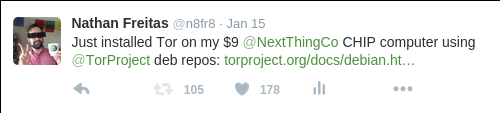 Nathan Freitas @n8fr8 · Jan 15
Just installed Tor on my $9 @NextThingCo CHIP computer using
@TorProject deb repos: torproject.org/docs/debian.ht…
105 178